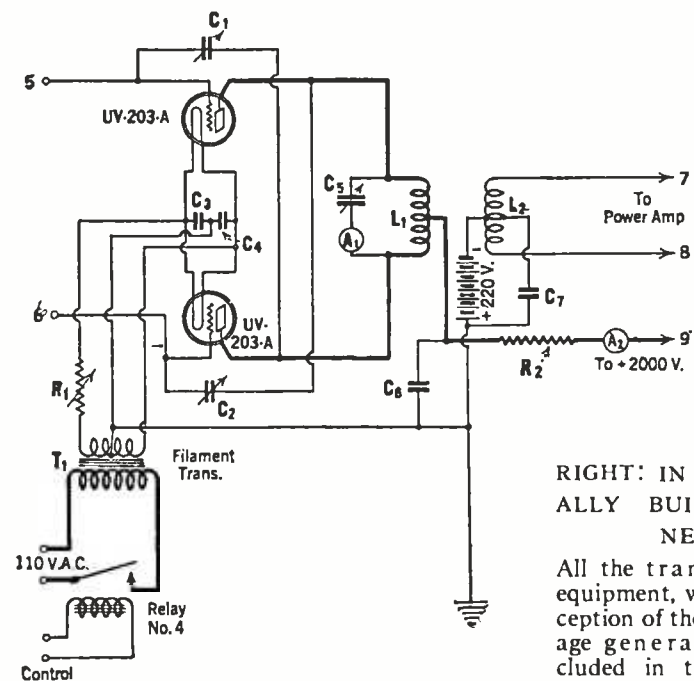 C1
5
UV-203-A
C3
C4
C5
A1
L1
L2
7
To
Power Amp
8
+220 V.
C7
6
UV-
203-A
C2
R1
C6
R2
A2
9
To + 2000 V.
T1
Filament
Trans.
110 V.A.C.
Relay
No. 4
Control
RIGHT: IN
ALLY BUI
NE
All the tran
equipment, w
ception of the
age genera
cluded in t